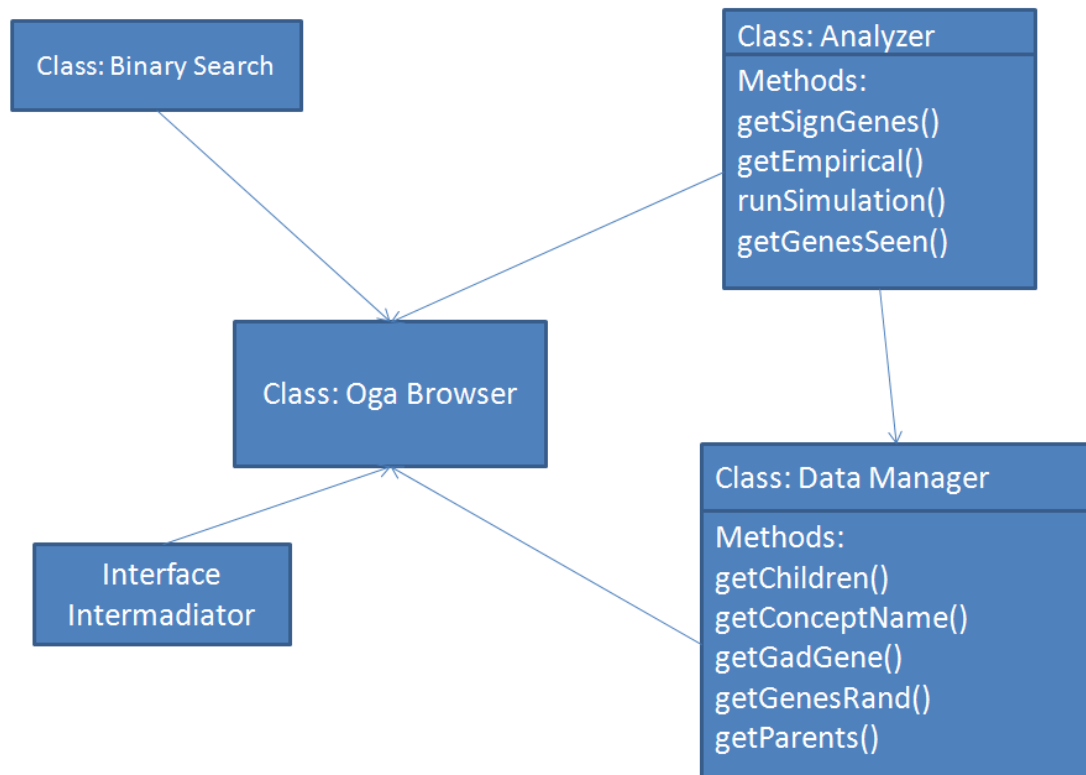 Class: Binary Search
Class: Analyzer
Methods:
getSignGenes()
getEmpirical()
runSimulation()
getGenesSeen()
Class: Oga Browser
Class: Data Manager
Methods:
getChildren()
getConceptName()
getGadGene()
getGenesRand()
getParents()
Interface
Intermadiator